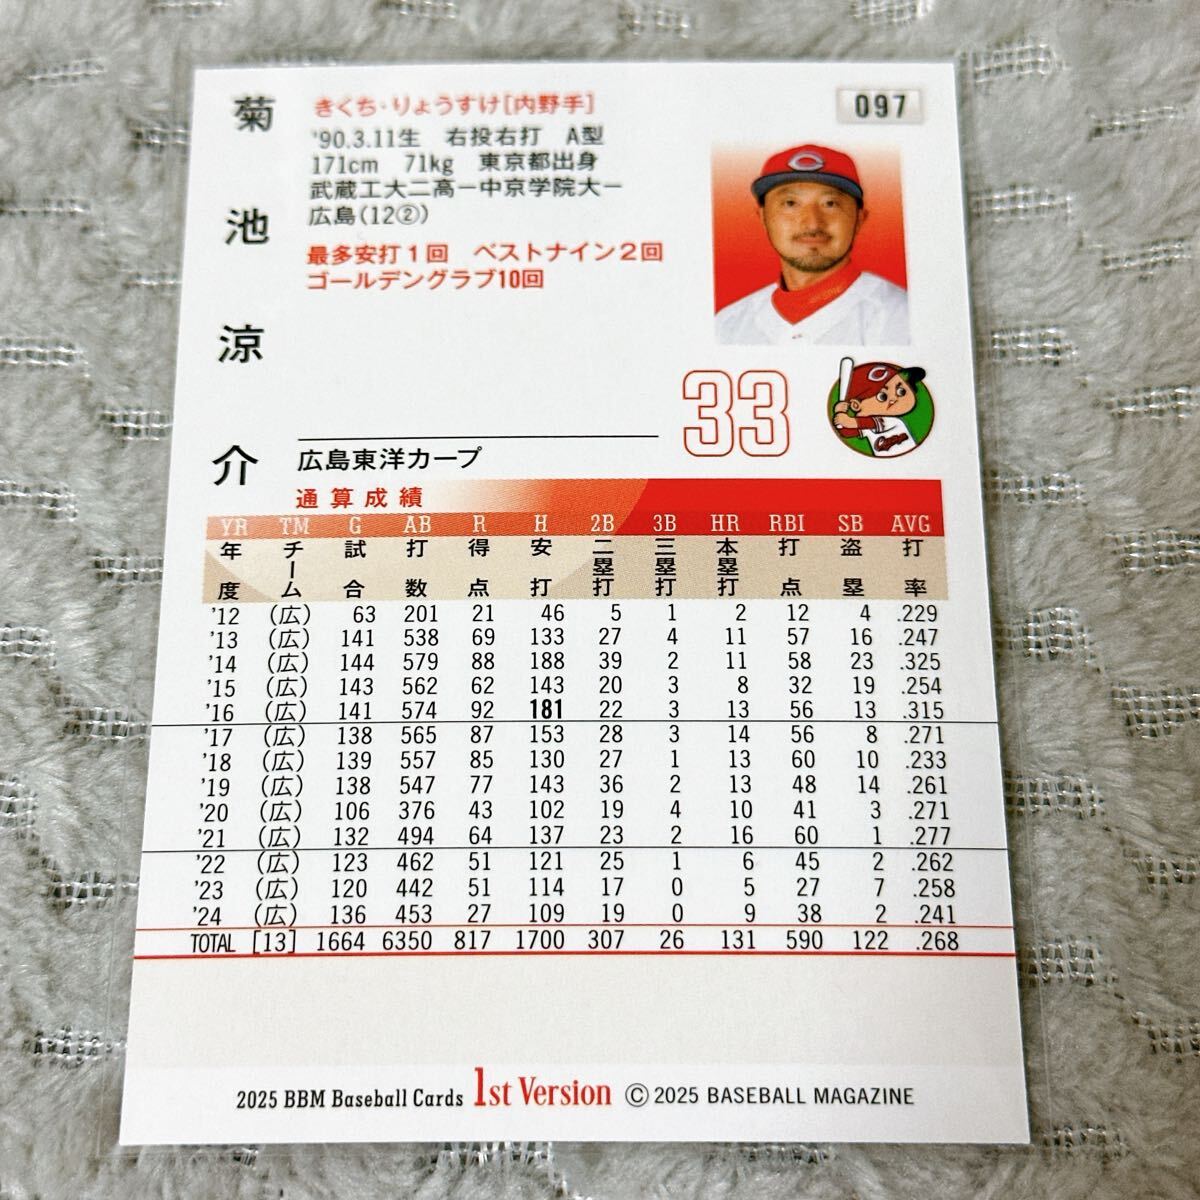 菊池涼介
097
きくち・りょうすけ[内野手]
'90.3.11生 右投右打 A型
171cm 71kg 東京都出身
武蔵工大二高ー中京学院大ー
広島(12②)
最多安打1回 ベストナイン2回
ゴールデングラブ10回
33
広島東洋カープ
通算成績
YR TM G AB R H 2B 3B HR RBI SB AVG
年度 チーム 試合 打数 得点 安打 二塁打 三塁打 本塁打 打点 盗塁 打率
'12 (広) 63 201 21 46 5 1 2 12 4 .229
'13 (広) 141 538 69 133 27 4 11 57 16 .247
'14 (広) 144 579 88 188 39 2 11 58 23 .325
'15 (広) 143 562 62 143 20 3 8 32 19 .254
'16 (広) 141 574 92 181 22 3 13 56 13 .315
'17 (広) 138 565 87 153 28 3 14 56 8 .271
'18 (広) 139 557 85 130 27 1 13 60 10 .233
'19 (広) 138 547 77 143 36 2 13 48 14 .261
'20 (広) 106 376 43 102 19 4 10 41 3 .271
'21 (広) 132 494 64 137 23 2 16 60 1 .277
'22 (広) 123 462 51 121 25 1 6 45 2 .262
'23 (広) 120 442 51 114 17 0 5 27 7 .258
'24 (広) 136 453 27 109 19 0 9 38 2 .241
TOTAL [13] 1664 6350 817 1700 307 26 131 590 122 .268
2025 BBM Baseball Cards 1st Version © 2025 BASEBALL MAGAZINE